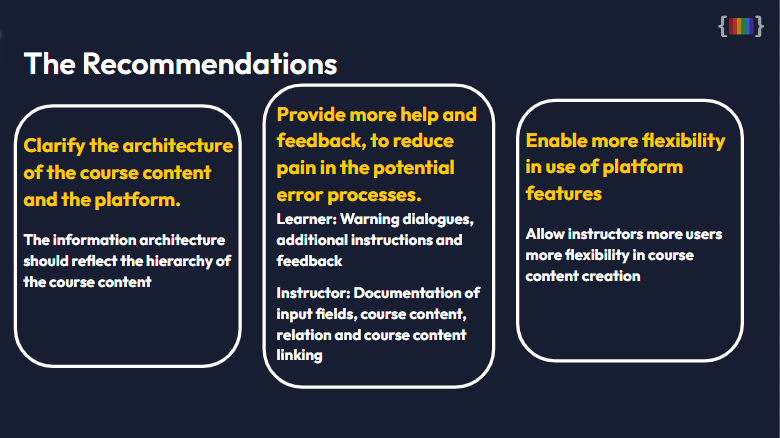 The Recommendations
Clarify the architecture
of the course content
and the platform.
The information architecture
should reflect the hierarchy of
the course content
Provide more help and
feedback, to reduce
pain in the potential
error processes.
Learner: Warning dialogues,
additional instructions and
feedback
Instructor: Documentation of
input fields, course content,
relation and course content
linking
Enable more flexibility
in use of platform
features
Allow instructors more users
more flexibility in course
content creation